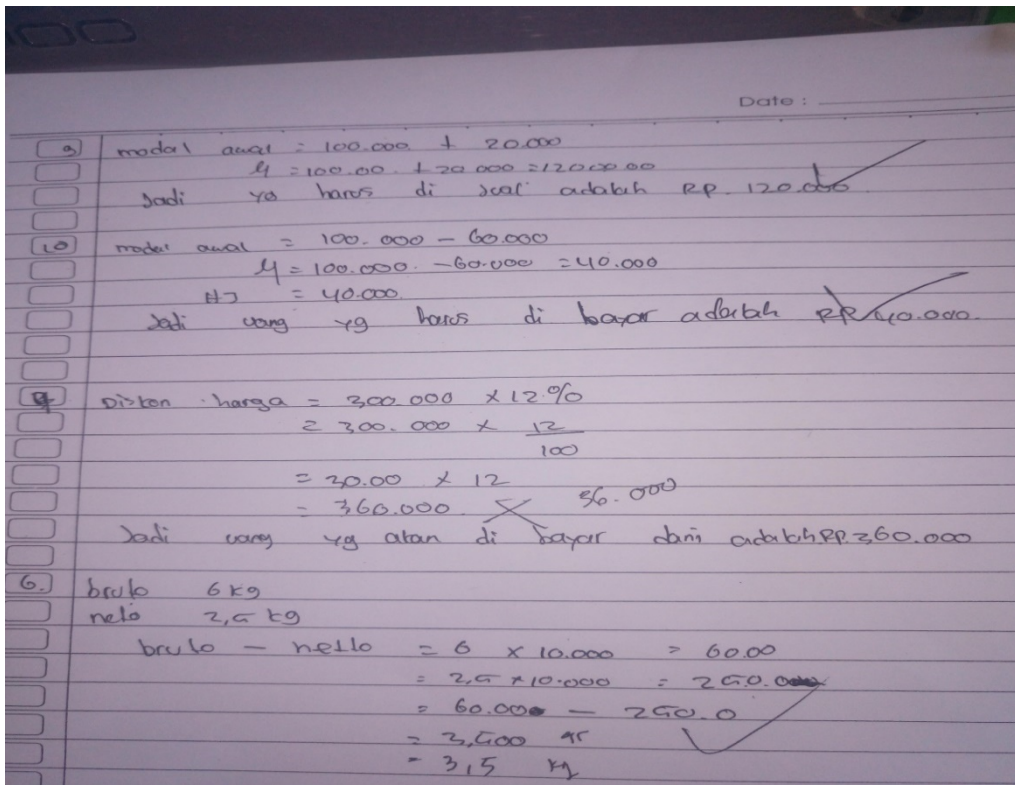 Date :
9 modal awal = 100.000 + 20.000
= 100.00. + 20 000 = 120.000.00
Jadi yg harus di jual adalah Rp. 120.000
10 modal awal = 100.000 - 60.000
= 100.000. - 60.000 = 40.000
HJ = 40.000
Jadi uang yg harus di bayar adalah Rp 40.000.
Diskon harga = 300.000 x 12 %
= 300.000 x 12
100
= 30.00 x 12
= 360.000 36.000
Jadi uang yg akan di bayar dani adalah Rp. 360.000
6. bruto 6 kg
neto 2,5 kg
bruto - netto = 6 x 10.000 = 60.00
= 2,5 x 10.000 = 250.000
= 60.000 - 250.0
= 3,500 gr
= 3,5 kg